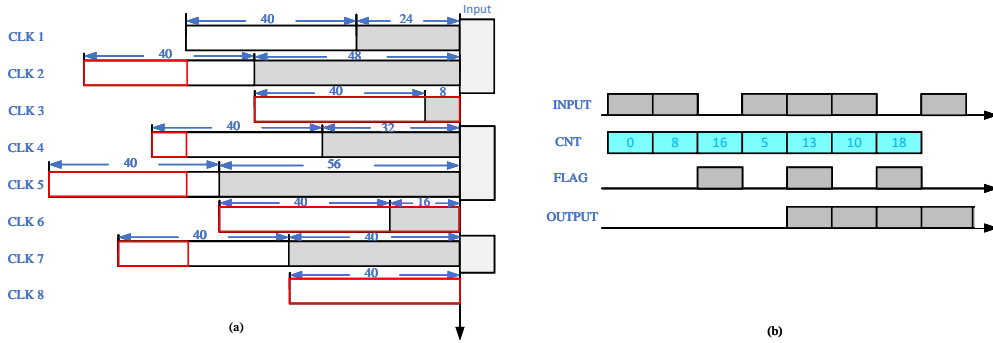 Input
40 24
CLK 1
40 48
CLK 2
40 8
CLK 3
40 32
CLK 4
40 56
CLK 5
40 16
CLK 6
40 40
CLK 7
40
CLK 8
(a)
INPUT
CNT 0 8 16 5 13 10 18
FLAG
OUTPUT
(b)